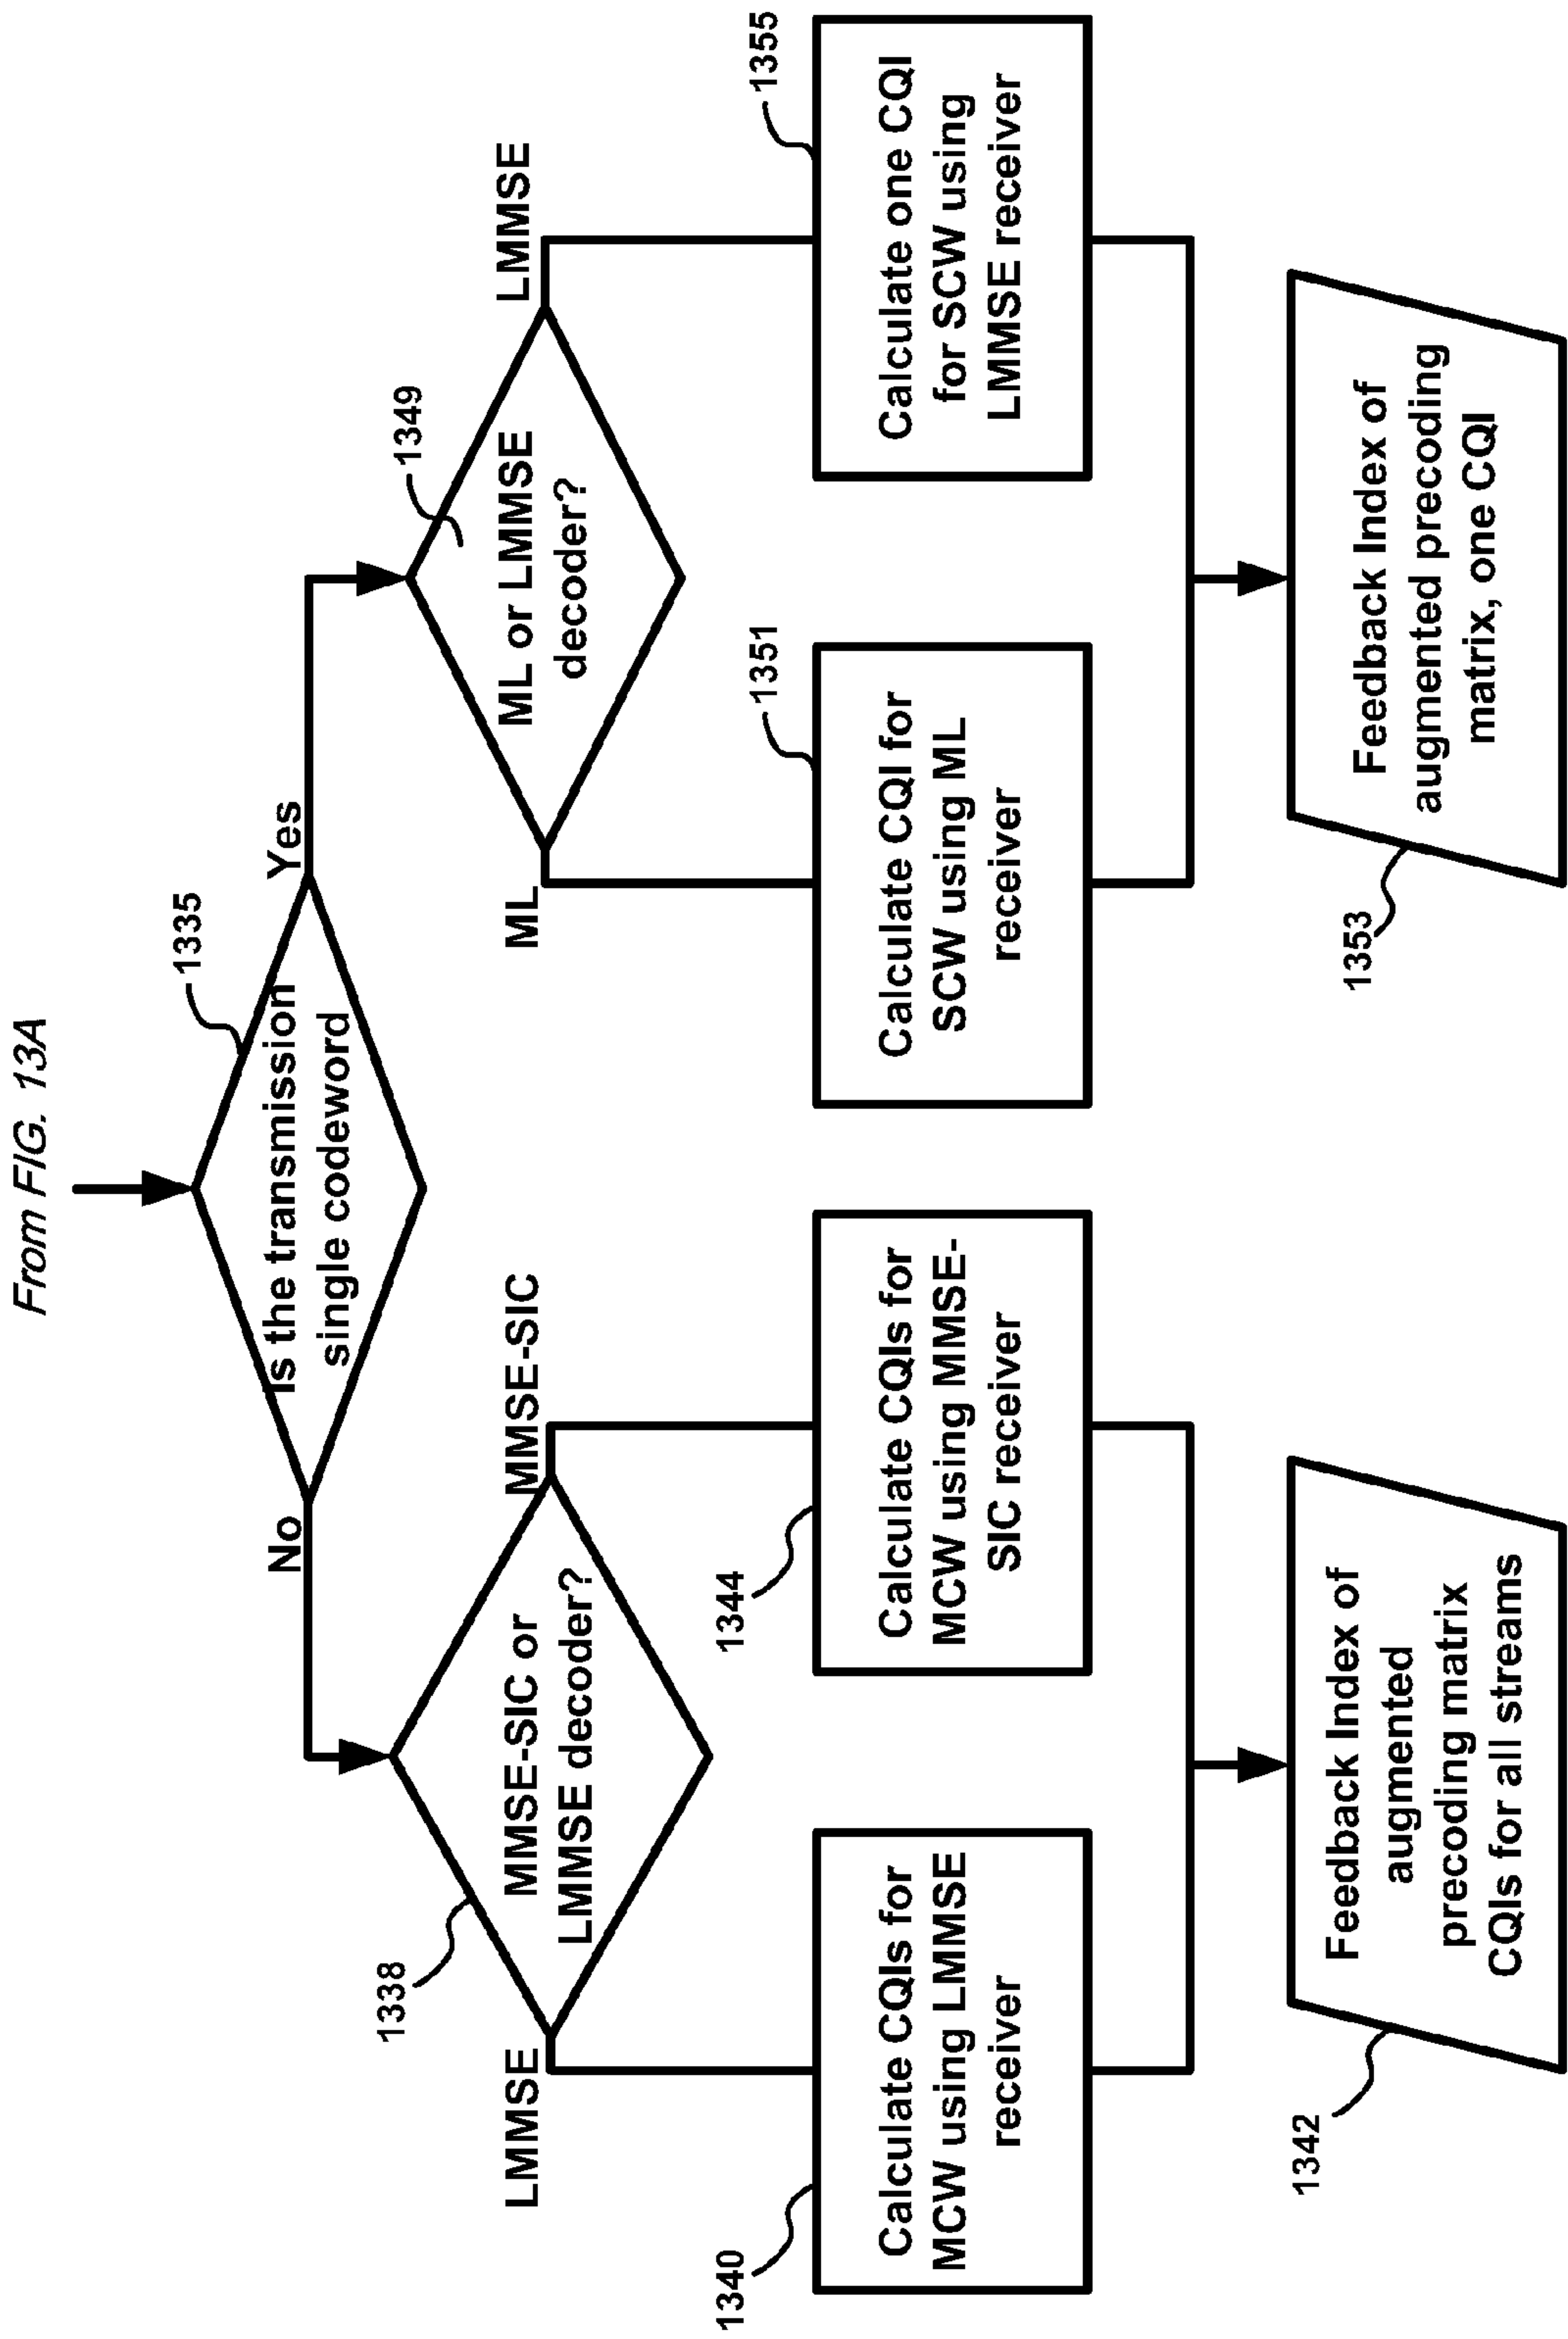 From FIG. 13A
1335
Is the transmission
single codeword
No
Yes
1338
MMSE-SIC or
LMMSE decoder?
LMMSE
MMSE-SIC
1349
ML or LMMSE
decoder?
ML
LMMSE
1340
Calculate CQIs for
MCW using LMMSE
receiver
1344
Calculate CQIs for
MCW using MMSE-
SIC receiver
1351
Calculate CQI for
SCW using ML
receiver
1355
Calculate one CQI
for SCW using
LMMSE receiver
1342
Feedback Index of
augmented
precoding matrix
CQIs for all streams
1353
Feedback Index of
augmented precoding
matrix, one CQI